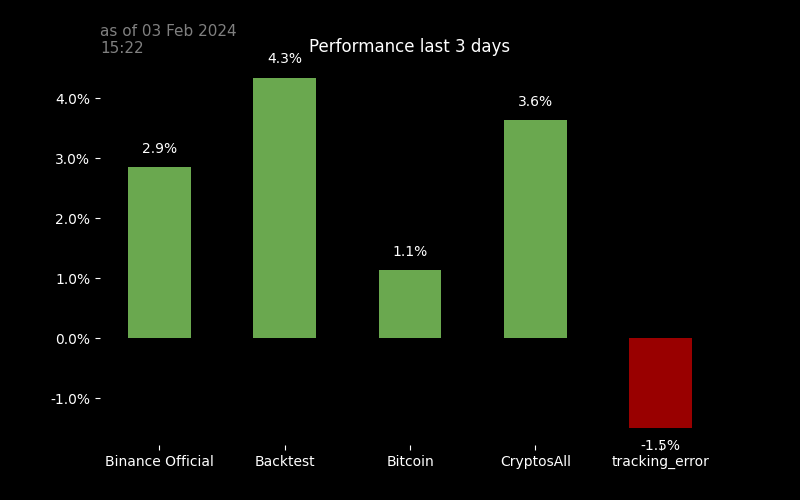 as of 03 Feb 2024
15:22
Performance last 3 days
4.3%
4.0%
3.6%
3.0%
2.9%
2.0%
1.1%
1.0%
0.0%
-1.0%
-1.5%
Binance Official
Backtest
Bitcoin
CryptosAll
tracking_error